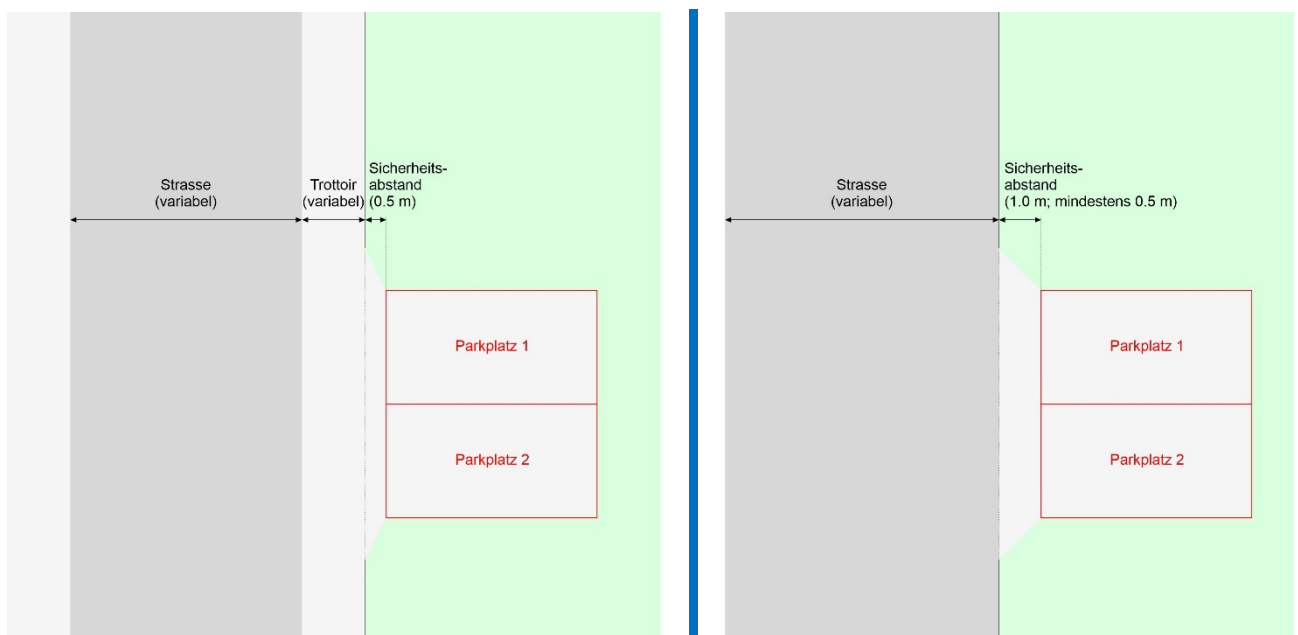 Strasse
(variabel)
Trottoir
(variabel)
Sicherheits-
abstand
(0.5 m)
Parkplatz 1
Parkplatz 2
Strasse
(variabel)
Sicherheits-
abstand
(1.0 m; mindestens 0.5 m)
Parkplatz 1
Parkplatz 2